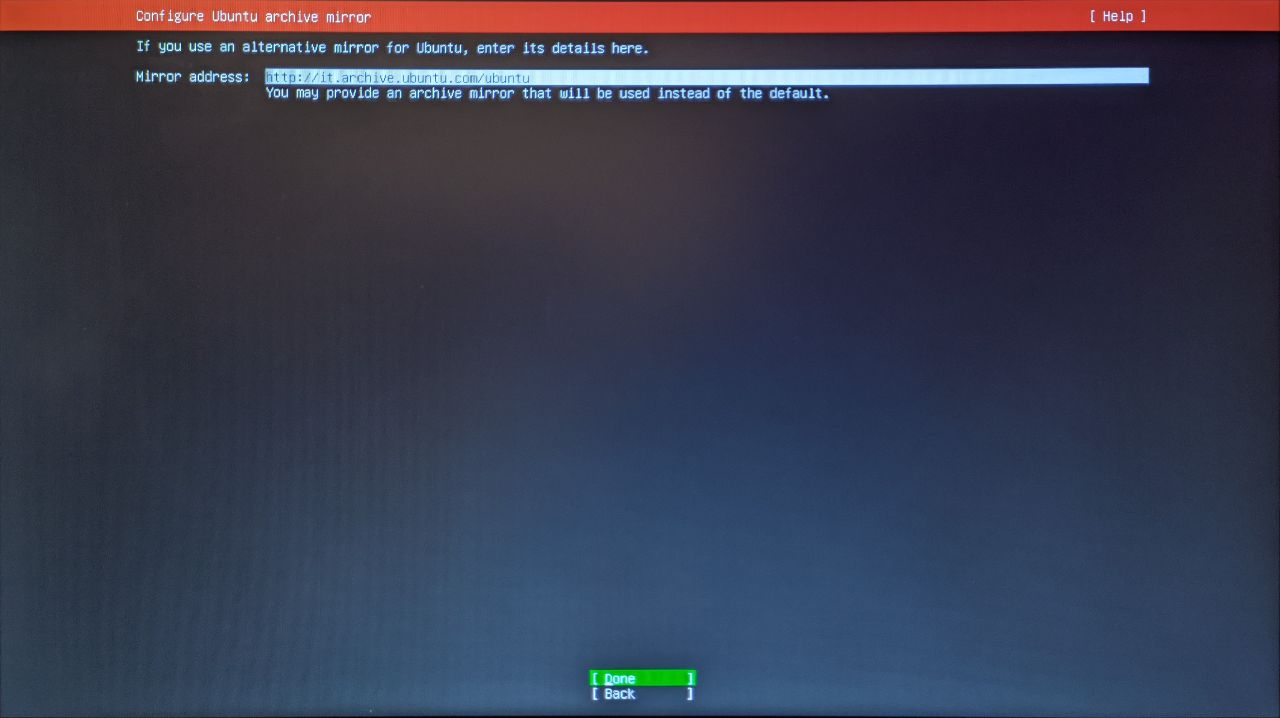 Configure Ubuntu archive mirror [ Help ]
If you use an alternative mirror for Ubuntu, enter its details here.
Mirror address: http://it.archive.ubuntu.com/ubuntu
You may provide an archive mirror that will be used instead of the default.
[ Done ]
[ Back ]